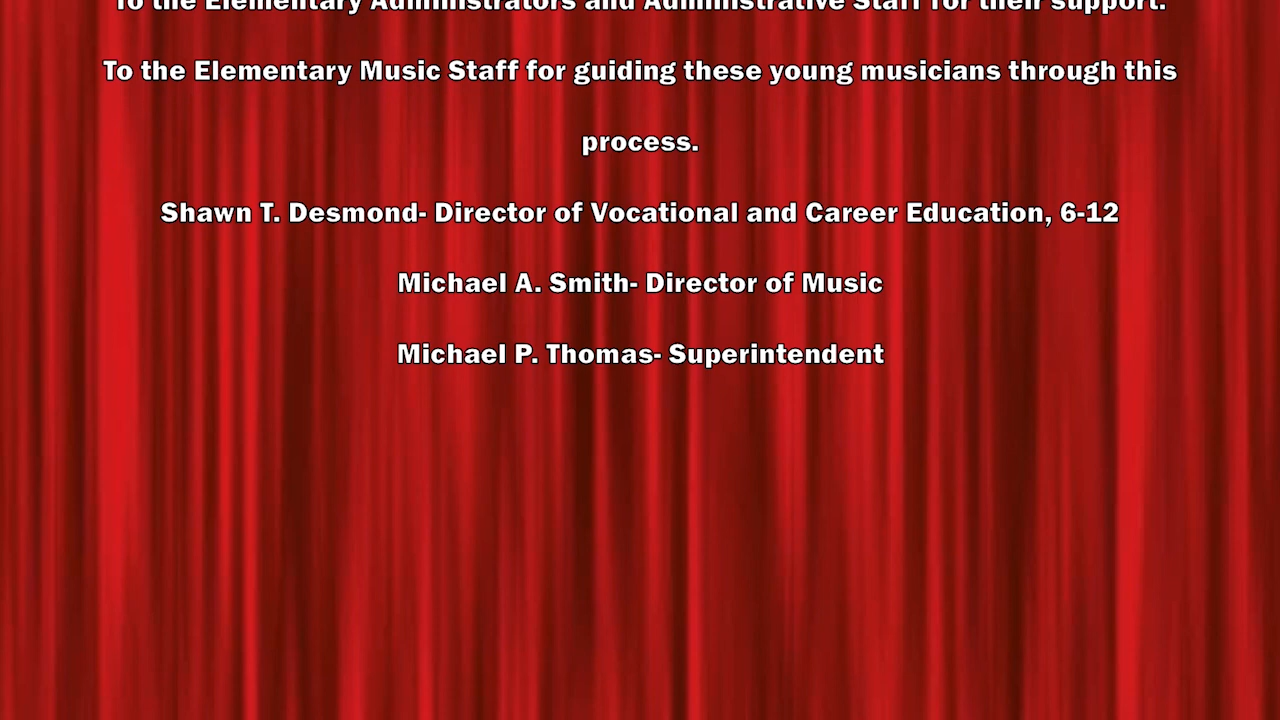 To the Elementary Administrators and Administrative Staff for their support.
To the Elementary Music Staff for guiding these young musicians through this
process.
Shawn T. Desmond- Director of Vocational and Career Education, 6-12
Michael A. Smith- Director of Music
Michael P. Thomas- Superintendent